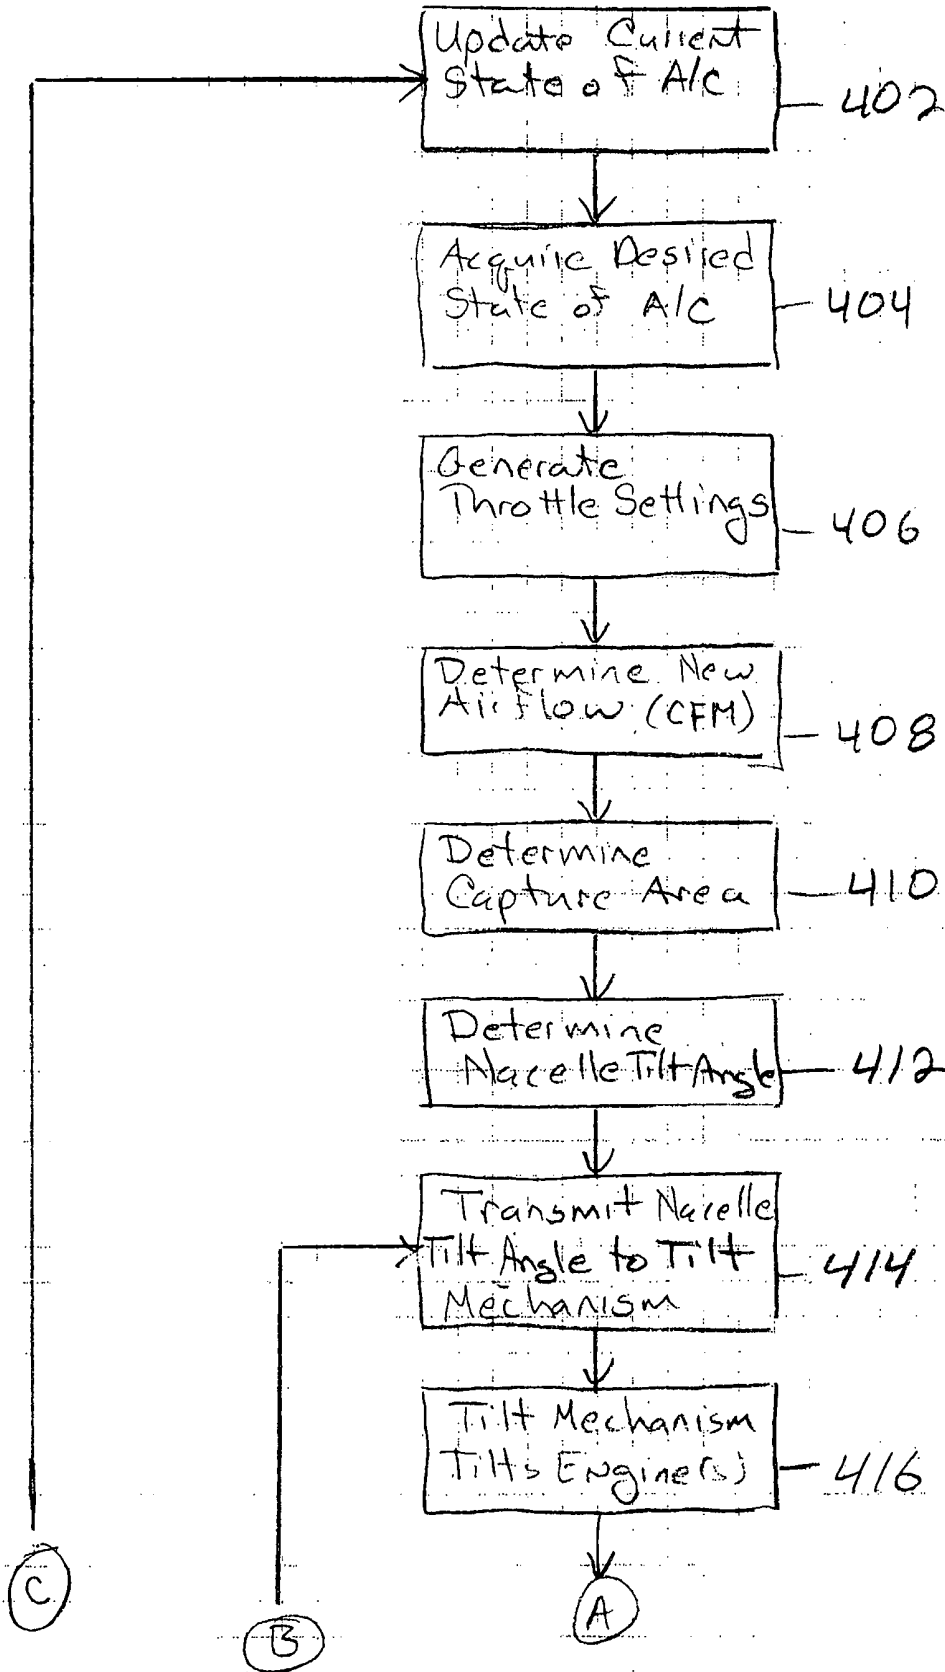 Update Current
State of A/C
402
Acquire Desired
State of A/C
404
Generate
Throttle Settings
406
Determine New
Air Flow (CFM)
408
Determine
Capture Area
410
Determine
Nacelle Tilt Angle
412
Transmit Nacelle
Tilt Angle to Tilt
Mechanism
414
Tilt Mechanism
Tilts Engine(s)
416
C
B
A